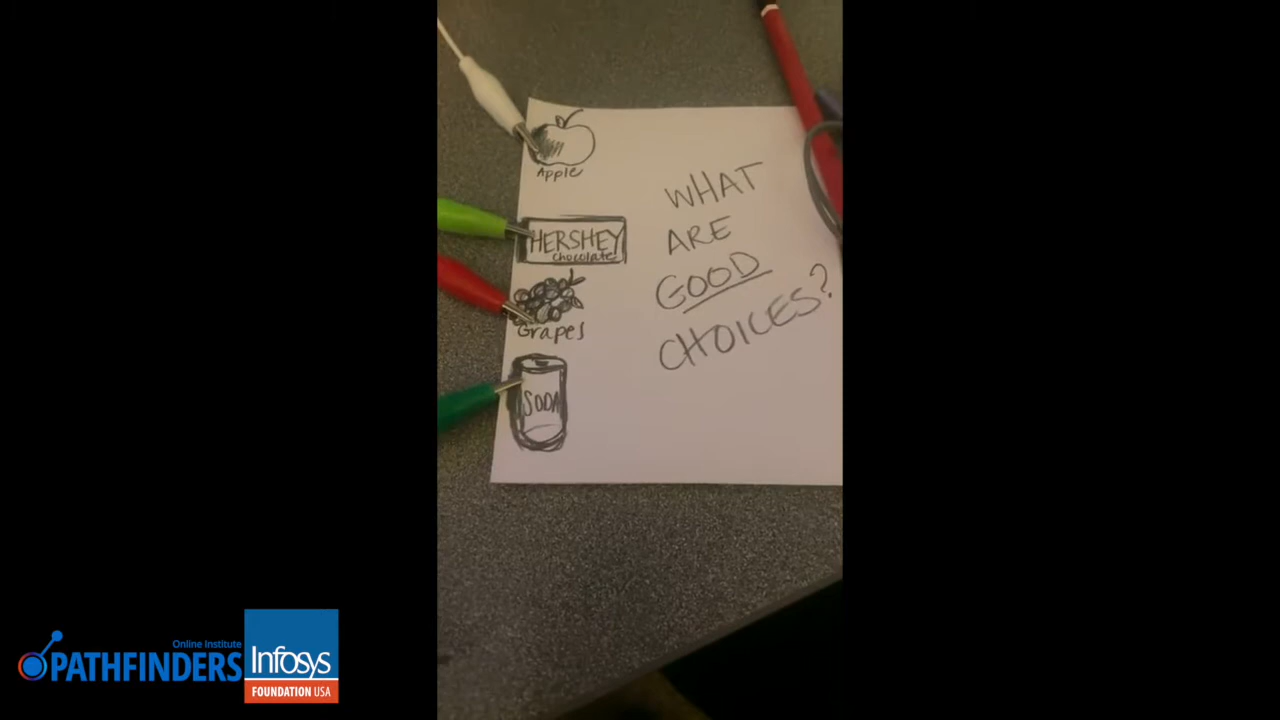 Apple
HERSHEY
Chocolate
Grapes
SODA
WHAT
ARE
GOOD
CHOICES?
Online Institute
PATHFINDERS
Infosys
FOUNDATION USA